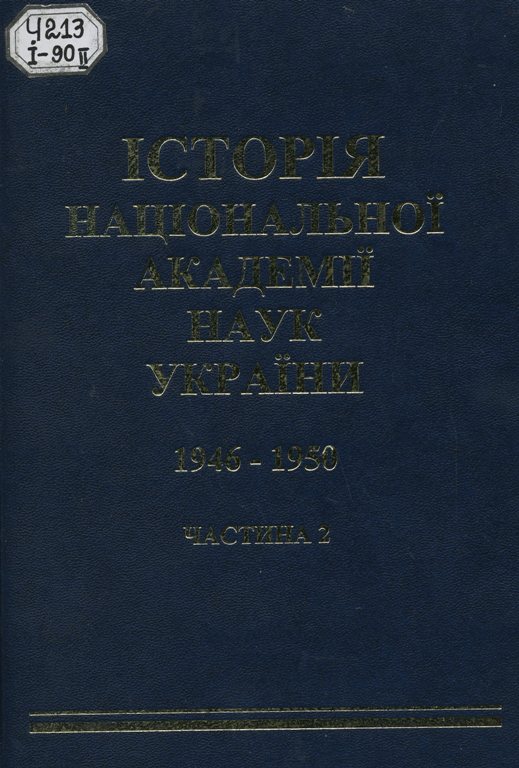 Ч213
і-90 II
ІСТОРІЯ
НАЦІОНАЛЬНОЇ
АКАДЕМІЇ
НАУК
УКРАЇНИ
1946 - 1950
ЧАСТИНА 2